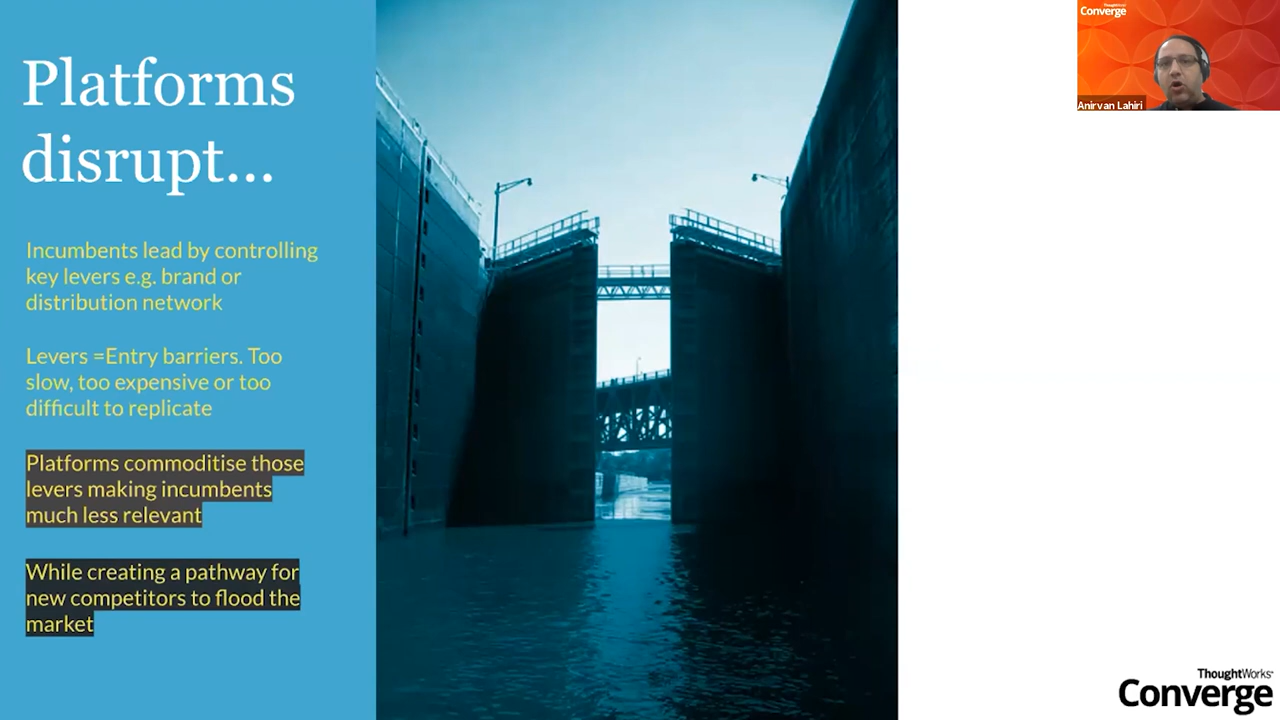 Platforms
disrupt...
Incumbents lead by controlling
key levers e.g. brand or
distribution network
Levers =Entry barriers. Too
slow, too expensive or too
difficult to replicate
Platforms commoditise those
levers making incumbents
much less relevant
While creating a pathway for
new competitors to flood the
market
ThoughtWorks
Converge
Anirvan Lahiri
ThoughtWorks
Converge